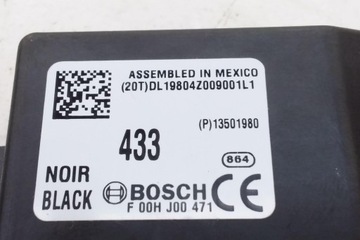 ASSEMBLED IN MEXICO
(20T)DL19804Z009001L1
(P)13501980
433
864
NOIR
BLACK
BOSCH CE
F 00H J00 471